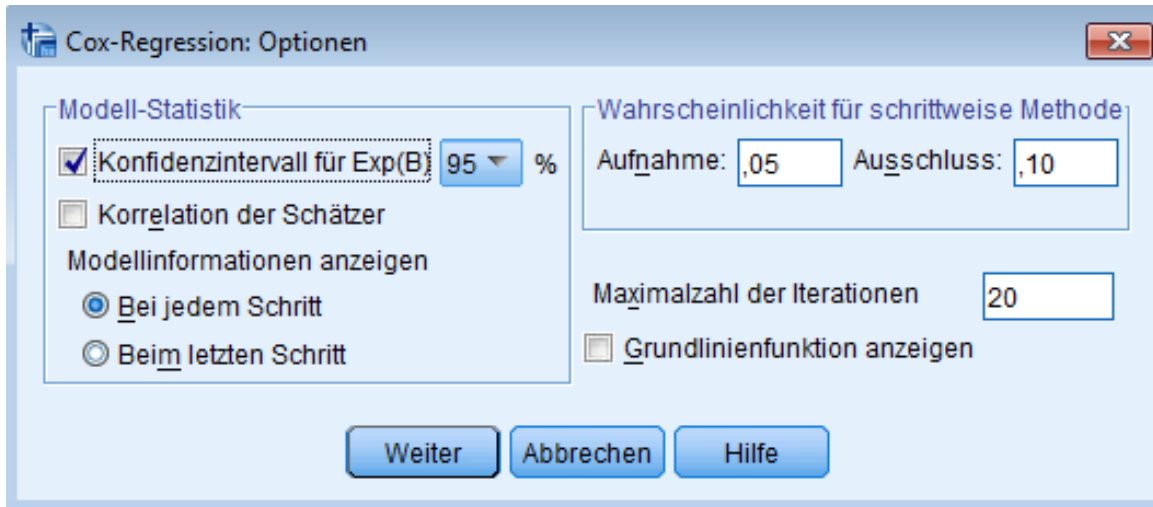 Cox-Regression: Optionen
Modell-Statistik
Konfidenzintervall für Exp(B) 95 %
Korrelation der Schätzer
Modellinformationen anzeigen
Bei jedem Schritt
Beim letzten Schritt
Wahrscheinlichkeit für schrittweise Methode
Aufnahme: ,05 Ausschluss: ,10
Maximalzahl der Iterationen 20
Grundlinienfunktion anzeigen
Weiter Abbrechen Hilfe